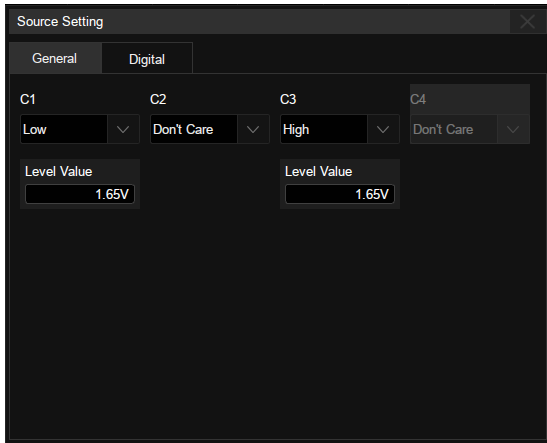 Source Setting
General Digital
C1 C2 C3 C4
Low Don't Care High Don't Care
Level Value Level Value
1.65V 1.65V